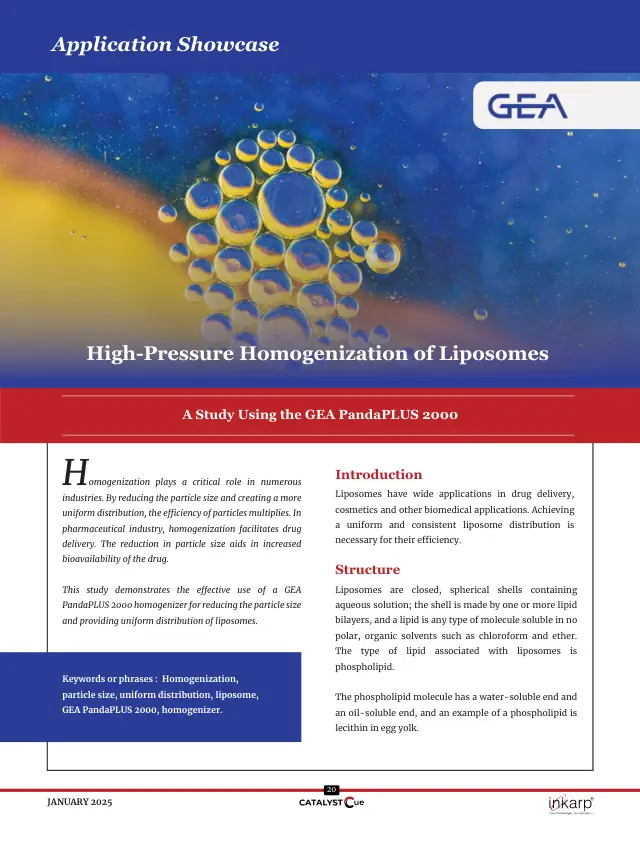 Application Showcase
GEA
High-Pressure Homogenization of Liposomes
A Study Using the GEA PandaPLUS 2000
Homogenization plays a critical role in numerous
industries. By reducing the particle size and creating a more
uniform distribution, the efficiency of particles multiplies. In
pharmaceutical industry, homogenization facilitates drug
delivery. The reduction in particle size aids in increased
bioavailability of the drug.
This study demonstrates the effective use of a GEA
PandaPLUS 2000 homogenizer for reducing the particle size
and providing uniform distribution of liposomes.
Keywords or phrases : Homogenization,
particle size, uniform distribution, liposome,
GEA PandaPLUS 2000, homogenizer.
Introduction
Liposomes have wide applications in drug delivery,
cosmetics and other biomedical applications. Achieving
a uniform and consistent liposome distribution is
necessary for their efficiency.
Structure
Liposomes are closed, spherical shells containing
aqueous solution; the shell is made by one or more lipid
bilayers, and a lipid is any type of molecule soluble in no
polar, organic solvents such as chloroform and ether.
The type of lipid associated with liposomes is
phospholipid.
The phospholipid molecule has a water-soluble end and
an oil-soluble end, and an example of a phospholipid is
lecithin in egg yolk.
JANUARY 2025
20
CATALYST Cue
inkarp®